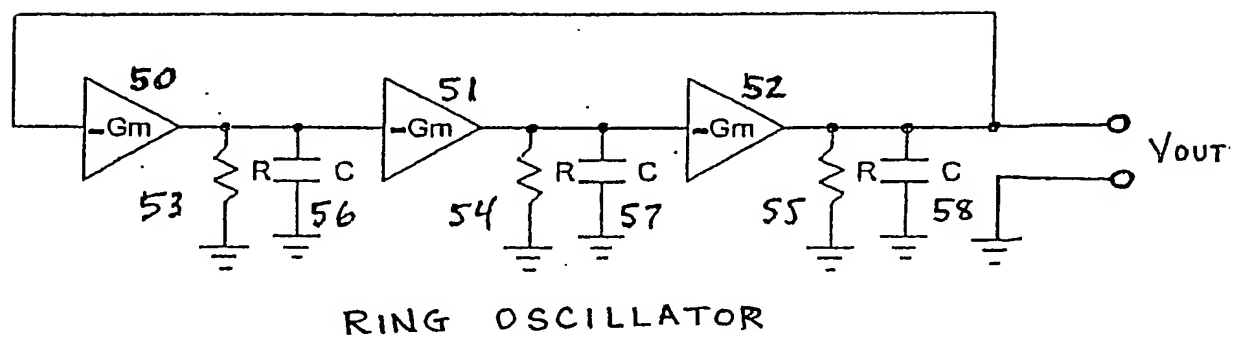 50 51 52
-Gm -Gm -Gm
VOUT
R C R C R C
53 56 54 57 55 58
RING OSCILLATOR